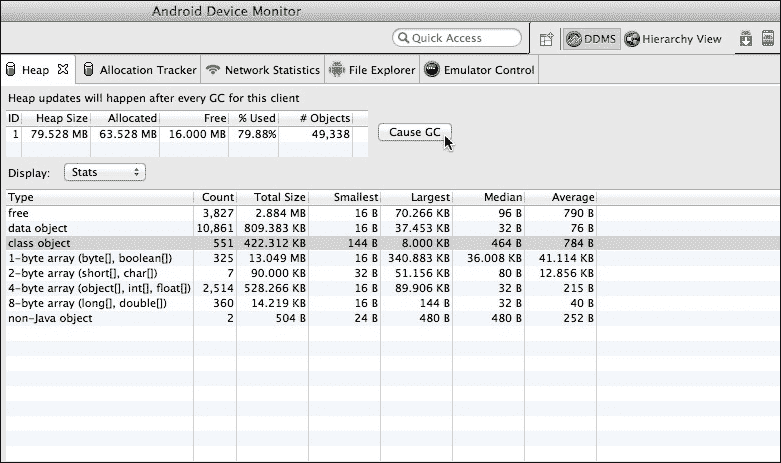 Android Device Monitor
Quick Access
DDMS Hierarchy View
Heap Allocation Tracker Network Statistics File Explorer Emulator Control
Heap updates will happen after every GC for this client
ID Heap Size Allocated Free % Used # Objects
1 79.528 MB 63.528 MB 16.000 MB 79.88% 49,338
Cause GC
Display: Stats
Type Count Total Size Smallest Largest Median Average
free 3,827 2.884 MB 16 B 70.266 KB 96 B 790 B
data object 10,861 809.383 KB 16 B 37.453 KB 32 B 76 B
class object 551 422.312 KB 144 B 8.000 KB 464 B 784 B
1-byte array (byte[], boolean[]) 325 13.049 MB 16 B 340.883 KB 36.008 KB 41.114 KB
2-byte array (short[], char[]) 7 90.000 KB 32 B 51.156 KB 80 B 12.856 KB
4-byte array (object[], int[], float[]) 2,514 528.266 KB 16 B 89.906 KB 32 B 215 B
8-byte array (long[], double[]) 360 14.219 KB 16 B 144 B 32 B 40 B
non-Java object 2 504 B 24 B 480 B 480 B 252 B